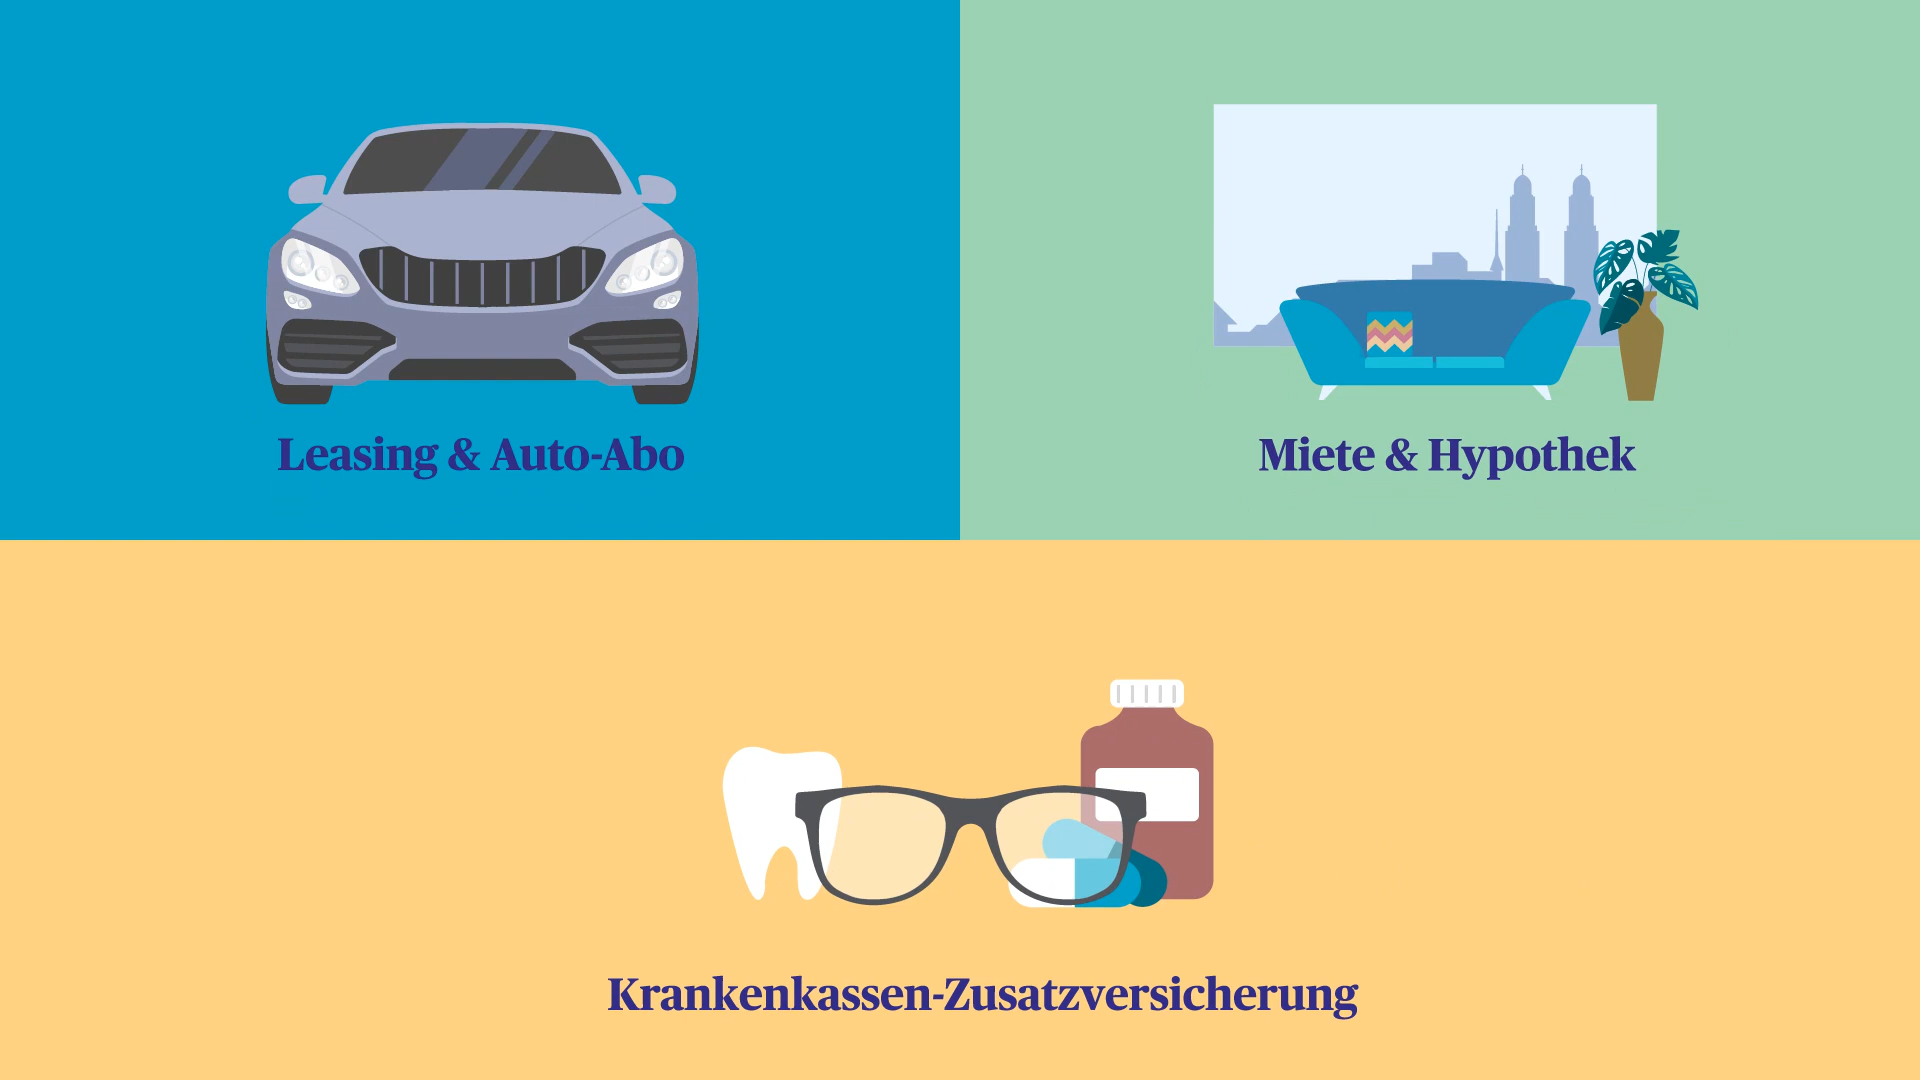 Leasing & Auto-Abo
Miete & Hypothek
Krankenkassen-Zusatzversicherung